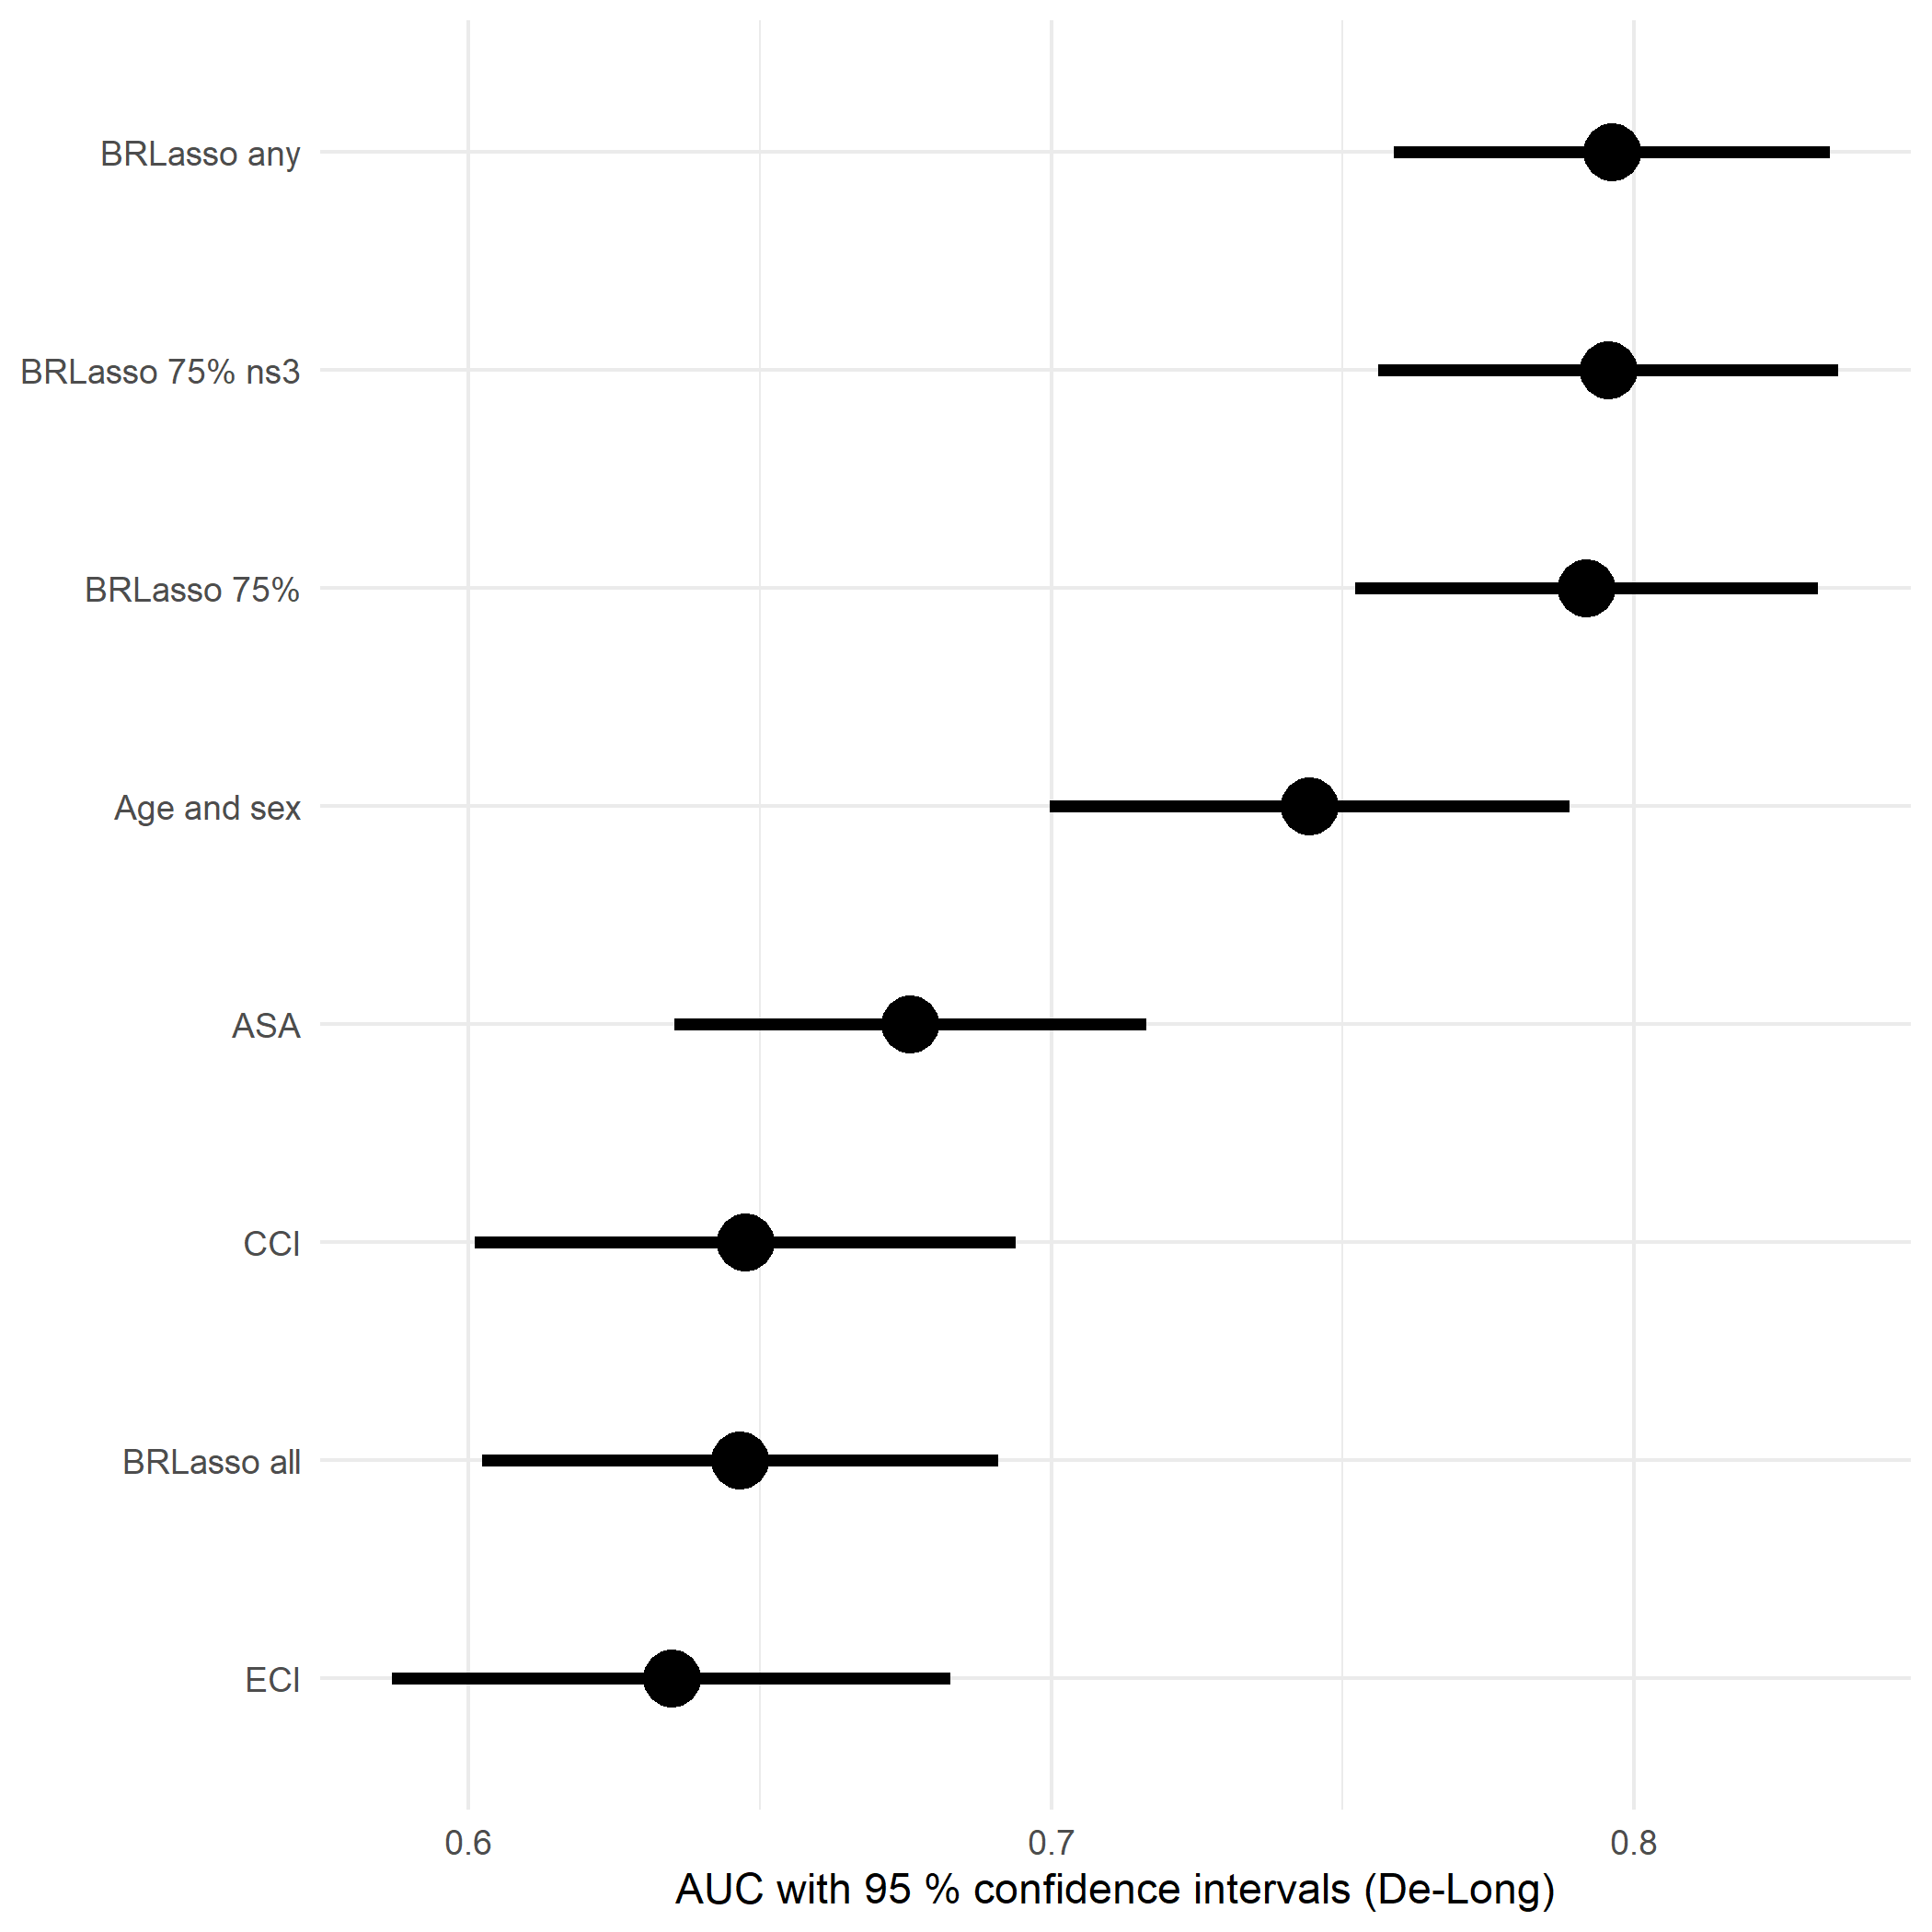 BRLasso any
BRLasso 75% ns3
BRLasso 75%
Age and sex
ASA
CCI
BRLasso all
ECI
0.6 0.7 0.8
AUC with 95 % confidence intervals (De-Long)